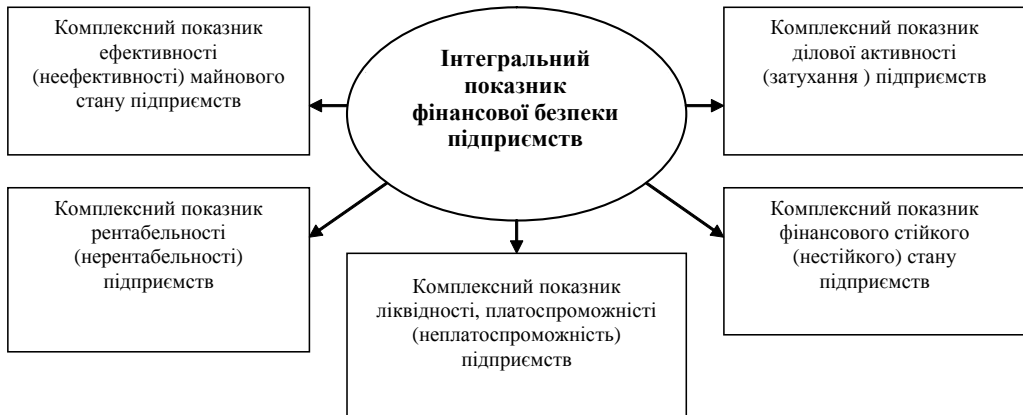 Комплексний показник
ефективності
(неефективності) майнового
стану підприємств
Інтегральний
показник
фінансової безпеки
підприємств
Комплексний показник
ділової активності
(затухання ) підприємств
Комплексний показник
рентабельності
(нерентабельності)
підприємств
Комплексний показник
ліквідності, платоспроможністі
(неплатоспроможність)
підприємств
Комплексний показник
фінансового стійкого
(нестійкого) стану
підприємств